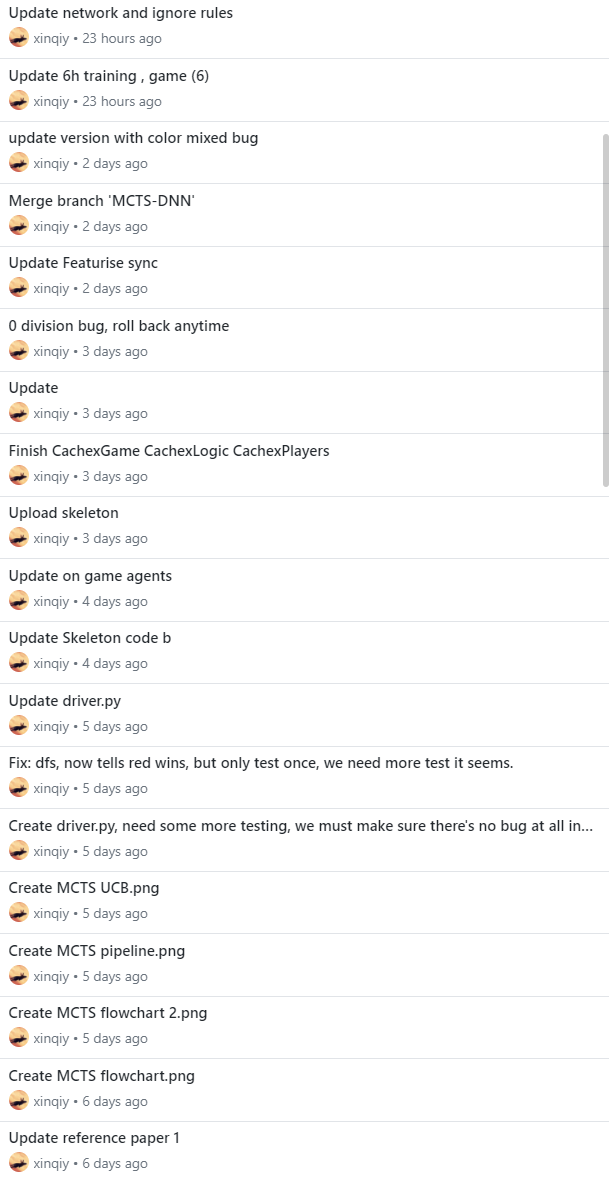 Update network and ignore rules
xinqiy • 23 hours ago
Update 6h training , game (6)
xinqiy • 23 hours ago
update version with color mixed bug
xinqiy • 2 days ago
Merge branch 'MCTS-DNN'
xinqiy • 2 days ago
Update Featurise sync
xinqiy • 2 days ago
0 division bug, roll back anytime
xinqiy • 3 days ago
Update
xinqiy • 3 days ago
Finish CachexGame CachexLogic CachexPlayers
xinqiy • 3 days ago
Upload skeleton
xinqiy • 3 days ago
Update on game agents
xinqiy • 4 days ago
Update Skeleton code b
xinqiy • 4 days ago
Update driver.py
xinqiy • 5 days ago
Fix: dfs, now tells red wins, but only test once, we need more test it seems.
xinqiy • 5 days ago
Create driver.py, need some more testing, we must make sure there's no bug at all in...
xinqiy • 5 days ago
Create MCTS UCB.png
xinqiy • 5 days ago
Create MCTS pipeline.png
xinqiy • 5 days ago
Create MCTS flowchart 2.png
xinqiy • 5 days ago
Create MCTS flowchart.png
xinqiy • 6 days ago
Update reference paper 1
xinqiy • 6 days ago